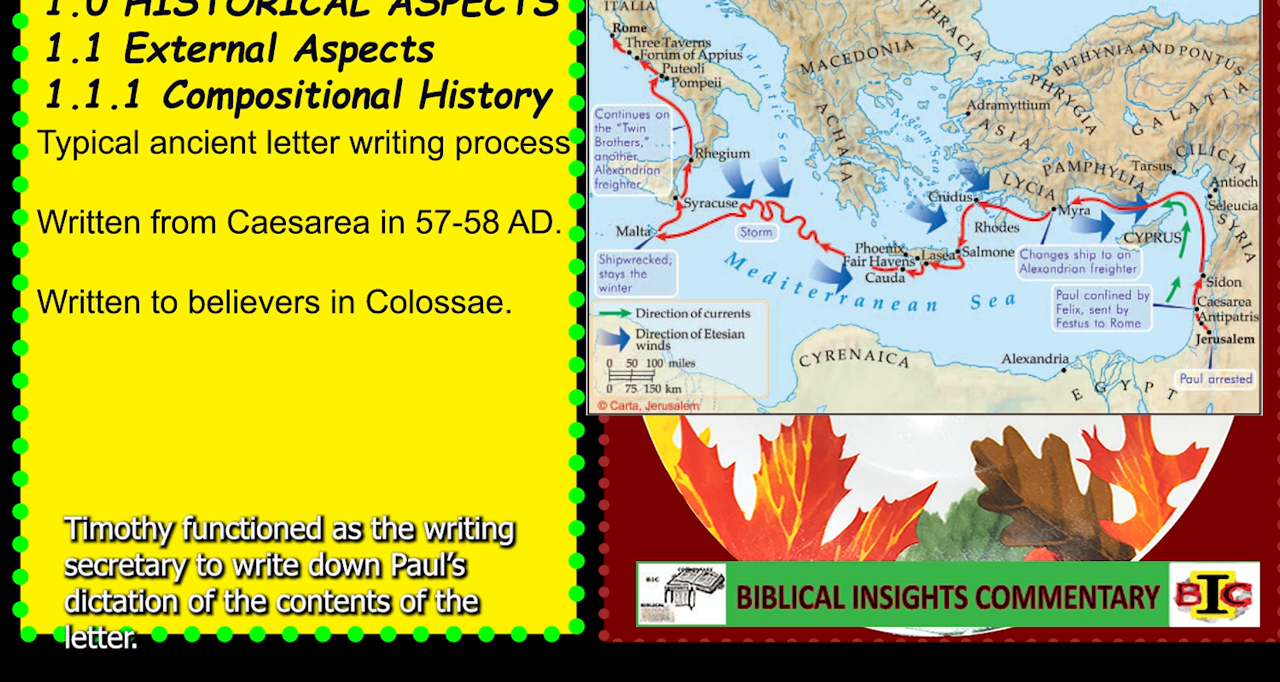 1.0 HISTORICAL ASPECTS
1.1 External Aspects
1.1.1 Compositional History
Typical ancient letter writing process
Written from Caesarea in 57-58 AD.
Written to believers in Colossae.
Timothy functioned as the writing
secretary to write down Paul's
dictation of the contents of the
letter.
ITALIA
Rome
Three Taverns
Forum of Appius
Puteoli
Pompeii
Adriatic Sea
MACEDONIA
THRACIA
BITHYNIA AND PONTUS
PHRYGIA
GALATIA
Adramyttium
ASIA
ACHAIA
Aegean Sea
Continues on
the "Twin
Brothers,"
another
Alexandrian
freighter
Rhegium
Syracuse
Malta
Storm
Shipwrecked;
stays the
winter
Cnidus
LYCIA
PAMPHYLIA
Tarsus
CILICIA
Antioch
Seleucia
SYRIA
Myra
Rhodes
CYPRUS
Phoenix
Fair Havens
Lasea
Salmone
Cauda
Changes ship to an
Alexandrian freighter
Mediterranean Sea
Paul confined by
Felix, sent by
Festus to Rome
Sidon
Caesarea
Antipatris
Jerusalem
Paul arrested
Direction of currents
Direction of Etesian
winds
0 50 100 miles
0 75 150 km
CYRENAICA
Alexandria
EGYPT
© Carta, Jerusalem
BIC
BIBLICAL INSIGHTS COMMENTARY
BIC